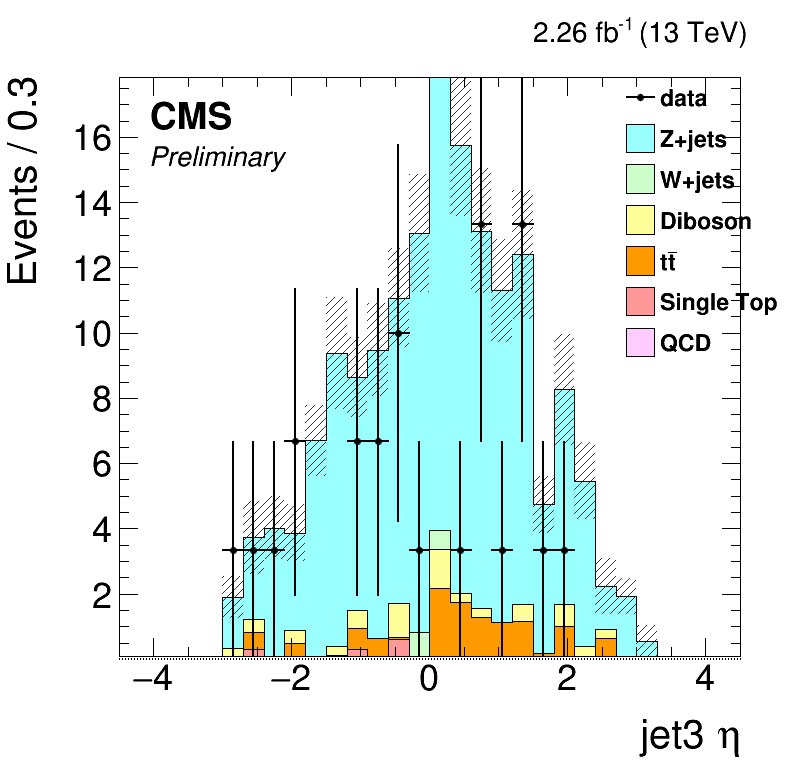 2.26 fb⁻¹ (13 TeV)
CMS
Preliminary
data
Z+jets
W+jets
Diboson
tt̄
Single Top
QCD
Events / 0.3
16
14
12
10
8
6
4
2
−4 −2 0 2 4
jet3 η